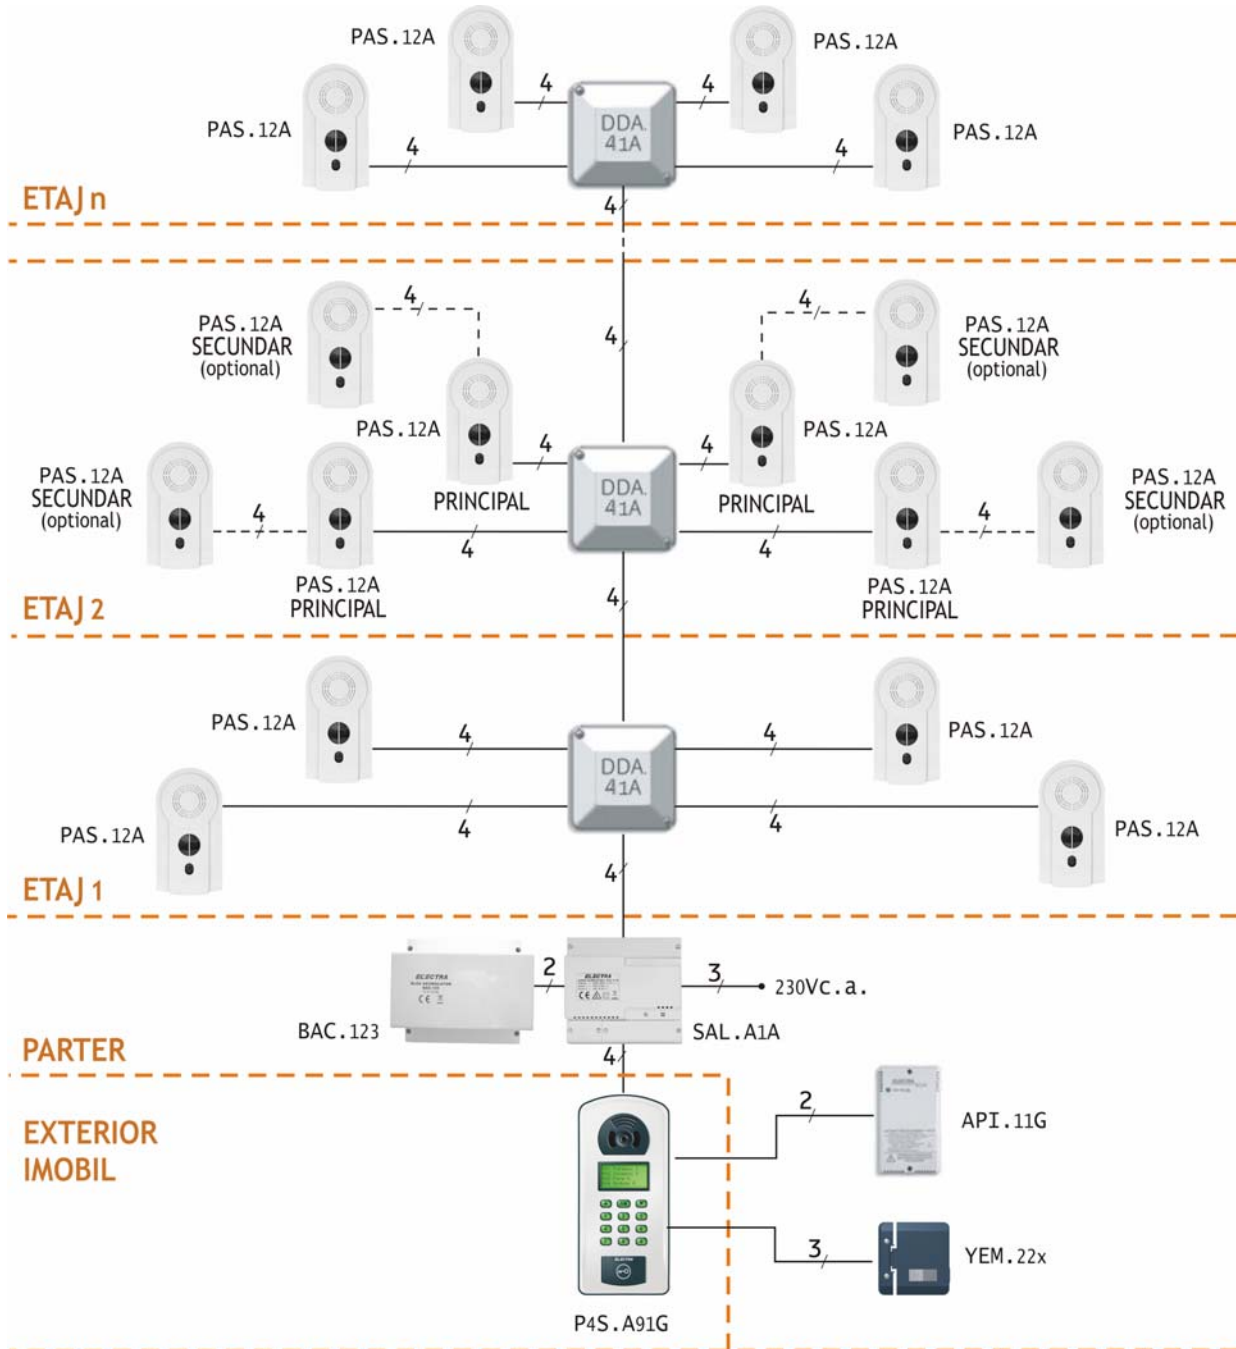 PAS.12A
PAS.12A
4
4
DDA.
41A
PAS.12A
PAS.12A
4
4
ETAJ n
4
4
4
PAS.12A
SECUNDAR
(optional)
PAS.12A
SECUNDAR
(optional)
4
PAS.12A
PAS.12A
4
4
PAS.12A
SECUNDAR
(optional)
PRINCIPAL
DDA.
41A
PRINCIPAL
PAS.12A
SECUNDAR
(optional)
4
4
4
4
PAS.12A
PRINCIPAL
PAS.12A
PRINCIPAL
ETAJ 2
4
PAS.12A
PAS.12A
4
4
DDA.
41A
PAS.12A
PAS.12A
4
4
ETAJ 1
4
ELECTRA
ELECTRA
2
3
230Vc.a.
BAC.123
SAL.A1A
PARTER
4
EXTERIOR
IMOBIL
2
API.11G
ELECTRA
3
YEM.22x
P4S.A91G